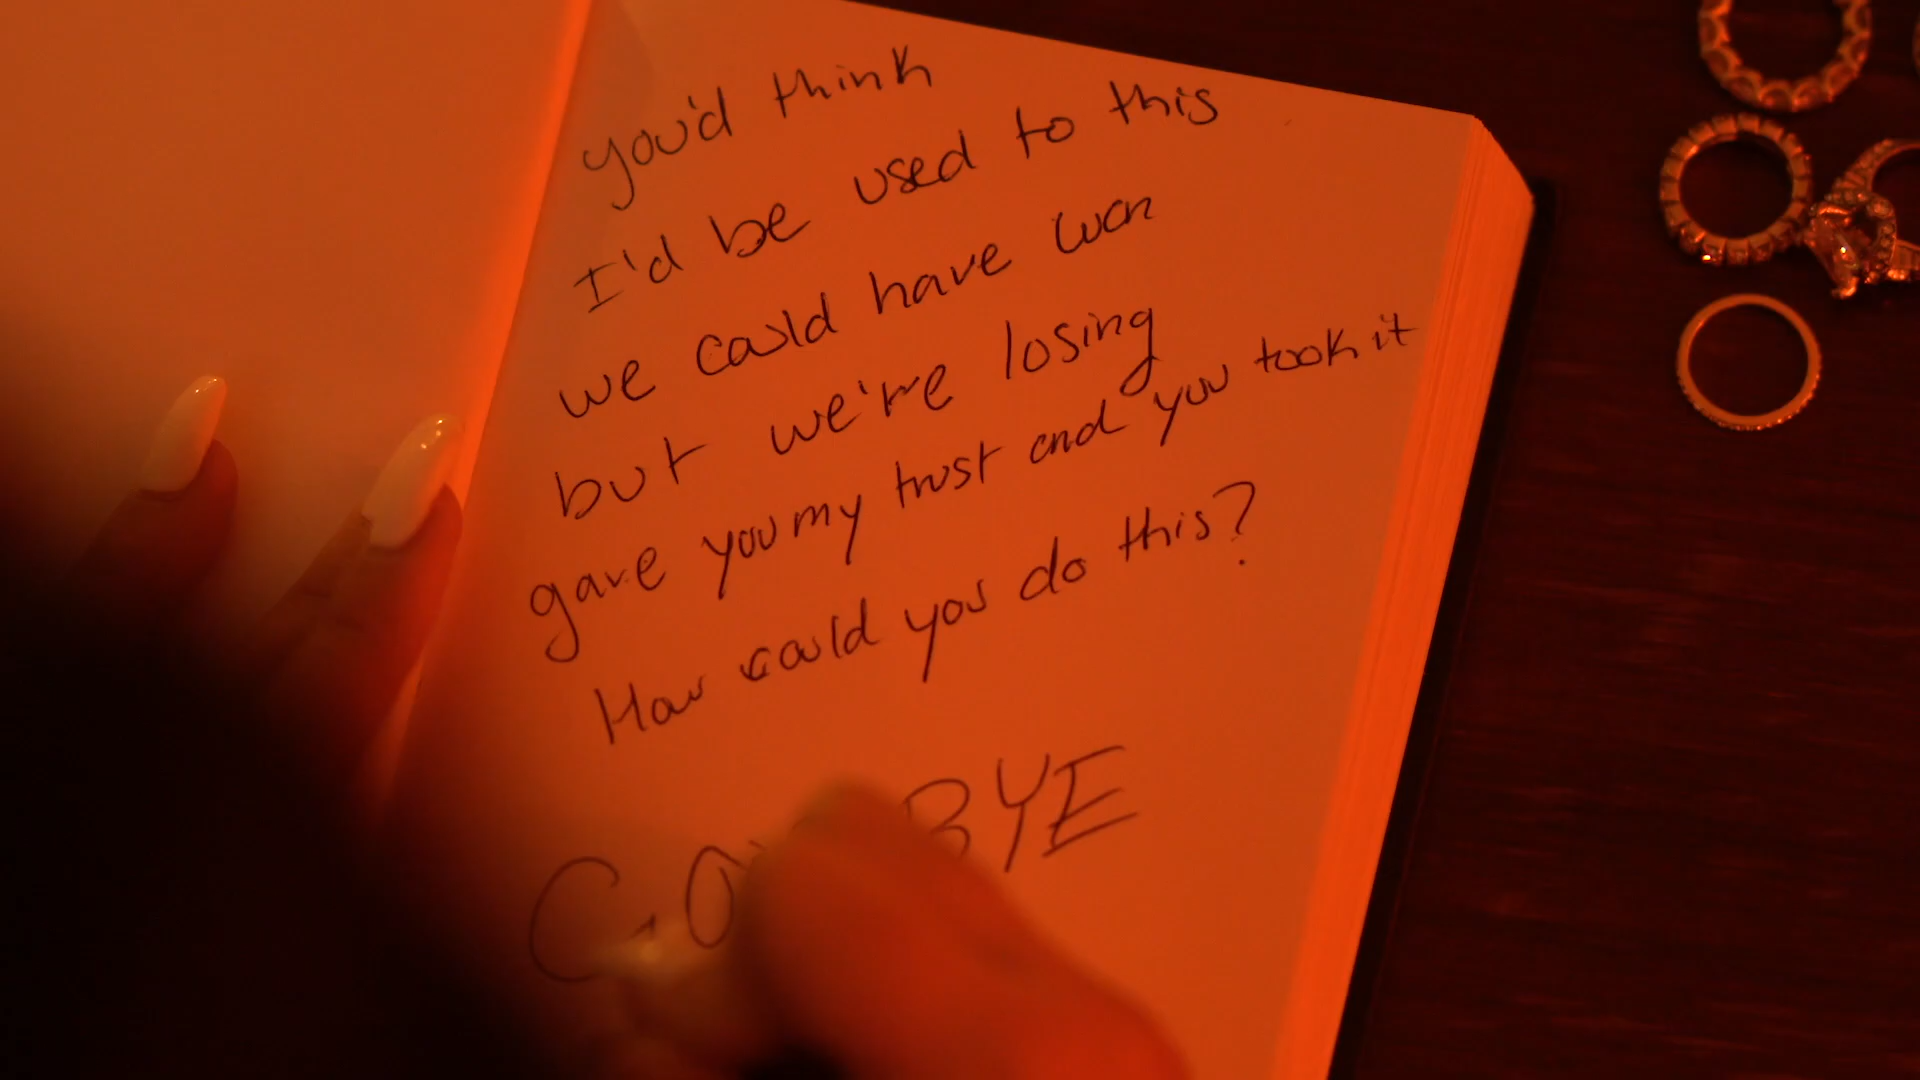 you'd think
I'd be used to this
we could have won
but we're losing
gave you my trust and you took it
How could you do this?